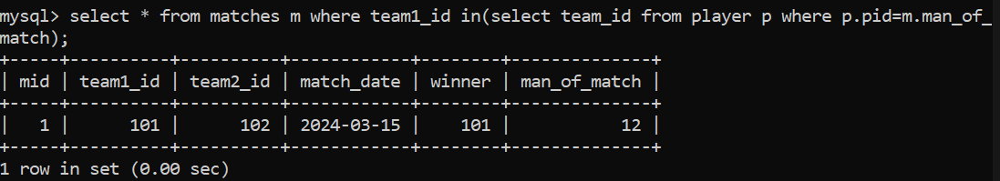 mysql> select * from matches m where team1_id in(select team_id from player p where p.pid=m.man_of_
match);
+-----+----------+----------+------------+--------+--------------+
| mid | team1_id | team2_id | match_date | winner | man_of_match |
+-----+----------+----------+------------+--------+--------------+
|   1 |      101 |      102 | 2024-03-15 |    101 |           12 |
+-----+----------+----------+------------+--------+--------------+
1 row in set (0.00 sec)